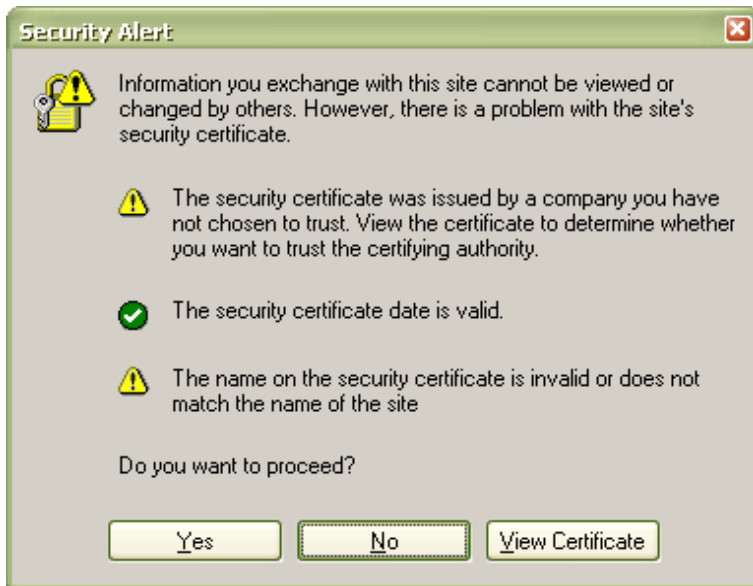 Security Alert
Information you exchange with this site cannot be viewed or
changed by others. However, there is a problem with the site's
security certificate.
The security certificate was issued by a company you have
not chosen to trust. View the certificate to determine whether
you want to trust the certifying authority.
The security certificate date is valid.
The name on the security certificate is invalid or does not
match the name of the site
Do you want to proceed?
Yes
No
View Certificate